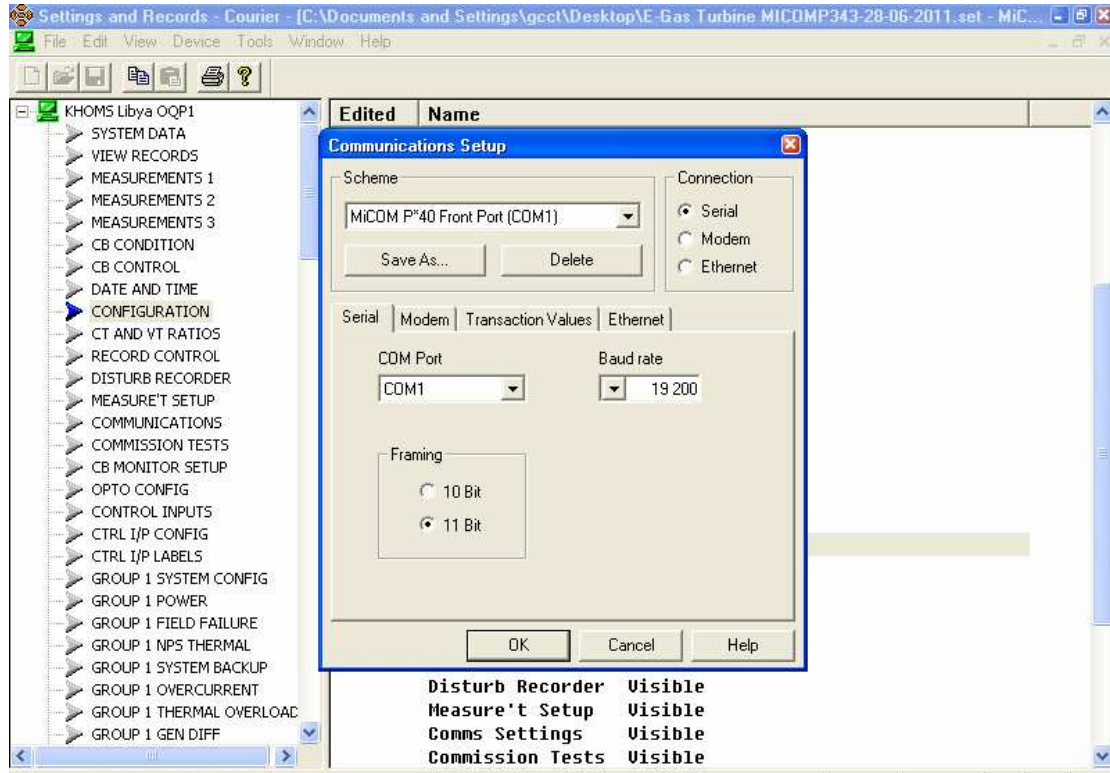 Settings and Records - Courier - [C:\Documents and Settings\gcct\Desktop\E-Gas Turbine MICOMP343-28-06-2011.set - MiC...
File Edit View Device Tools Window Help
KHOMS Libya OQP1
SYSTEM DATA
VIEW RECORDS
MEASUREMENTS 1
MEASUREMENTS 2
MEASUREMENTS 3
CB CONDITION
CB CONTROL
DATE AND TIME
CONFIGURATION
CT AND VT RATIOS
RECORD CONTROL
DISTURB RECORDER
MEASURE'T SETUP
COMMUNICATIONS
COMMISSION TESTS
CB MONITOR SETUP
OPTO CONFIG
CONTROL INPUTS
CTRL I/P CONFIG
CTRL I/P LABELS
GROUP 1 SYSTEM CONFIG
GROUP 1 POWER
GROUP 1 FIELD FAILURE
GROUP 1 NPS THERMAL
GROUP 1 SYSTEM BACKUP
GROUP 1 OVERCURRENT
GROUP 1 THERMAL OVERLOAD
GROUP 1 GEN DIFF
Edited Name
Communications Setup
Scheme
MiCOM P*40 Front Port (COM1)
Save As... Delete
Connection
Serial
Modem
Ethernet
Serial Modem Transaction Values Ethernet
COM Port Baud rate
COM1 19 200
Framing
10 Bit
11 Bit
OK Cancel Help
Disturb Recorder Visible
Measure't Setup Visible
Comms Settings Visible
Commission Tests Visible